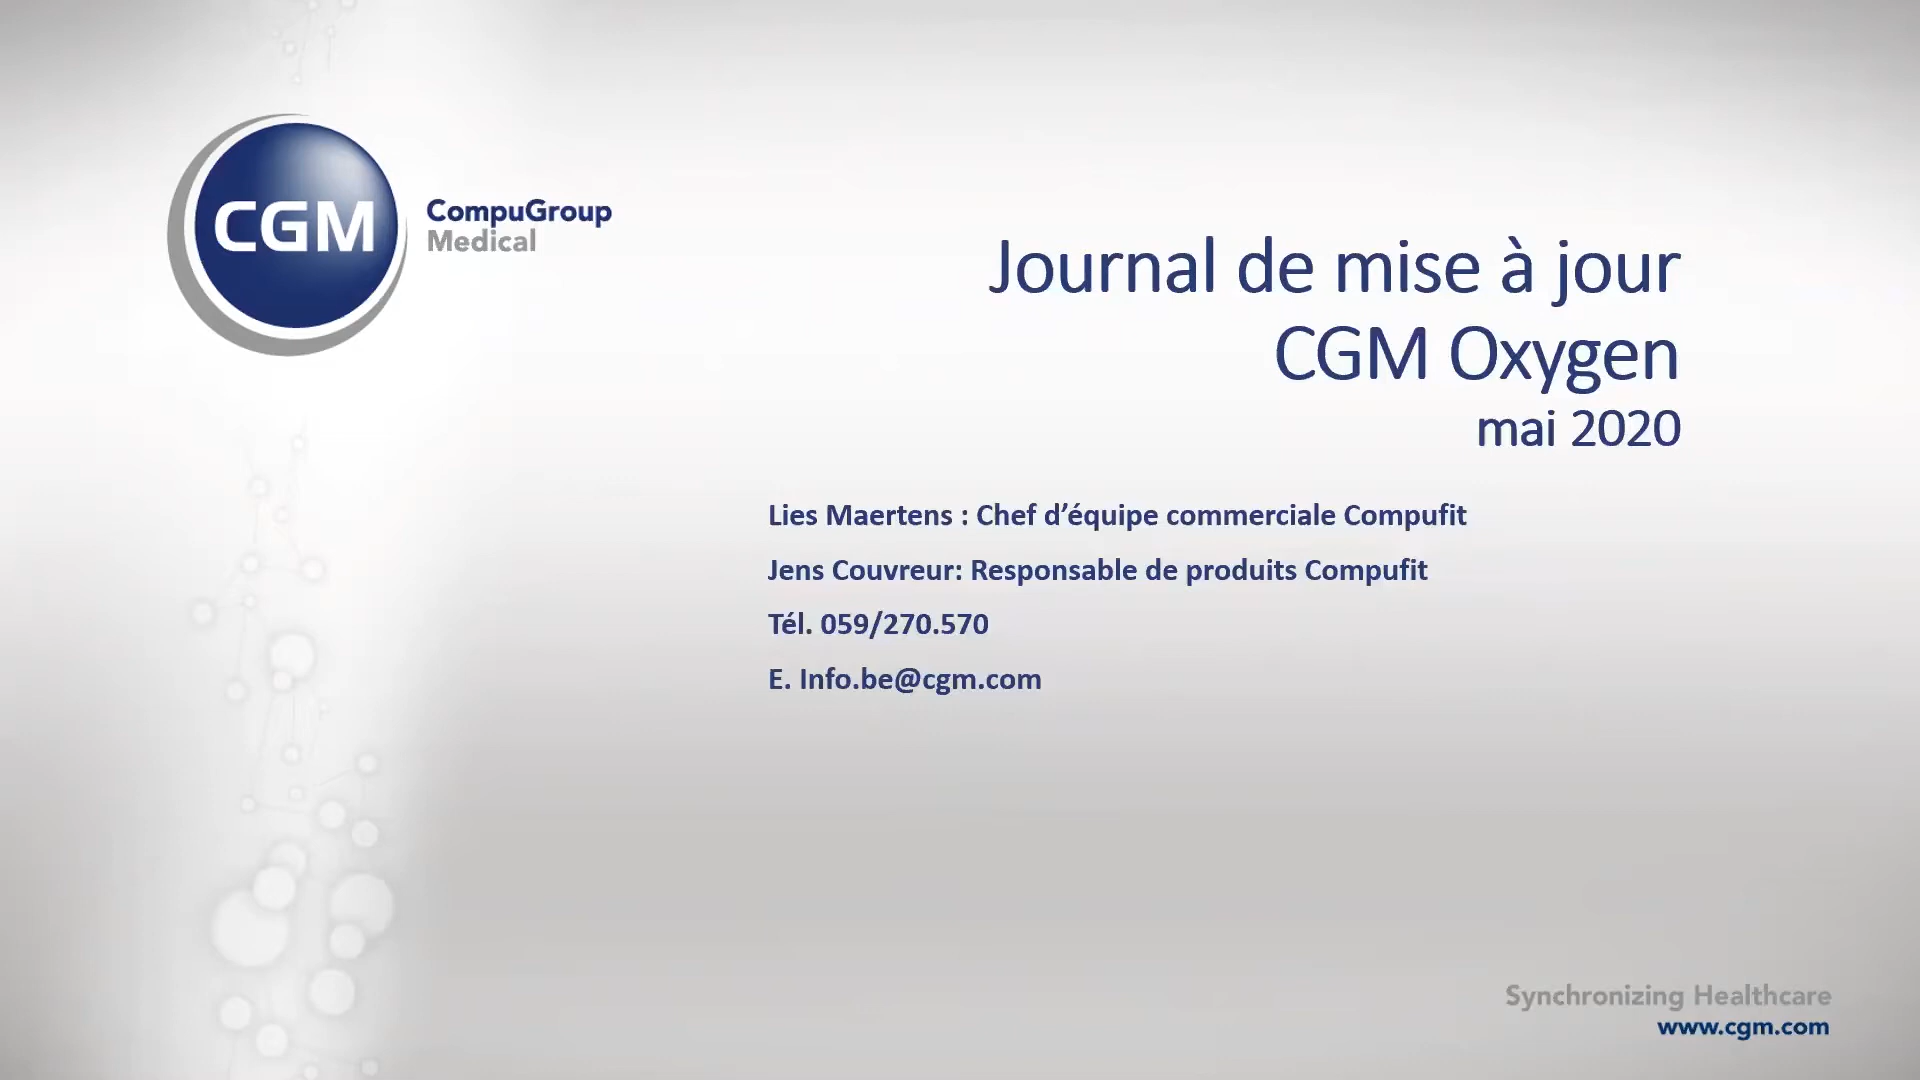 CGM
CompuGroup
Medical
Journal de mise à jour
CGM Oxygen
mai 2020
Lies Maertens : Chef d’équipe commerciale Compufit
Jens Couvreur: Responsable de produits Compufit
Tél. 059/270.570
E. Info.be@cgm.com
Synchronizing Healthcare
www.cgm.com